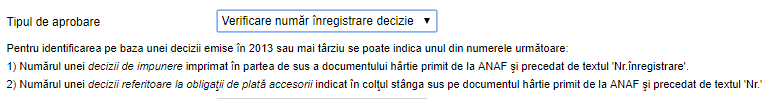 Tipul de aprobare Verificare număr înregistrare decizie
Pentru identificarea pe baza unei decizii emise în 2013 sau mai târziu se poate indica unul din numerele următoare:
1) Numărul unei decizii de impunere imprimat în partea de sus a documentului hârtie primit de la ANAF și precedat de textul 'Nr.înregistrare'.
2) Numărul unei decizii referitoare la obligații de plată accesorii indicat în colțul stânga sus pe documentul hârtie primit de la ANAF și precedat de textul 'Nr.'